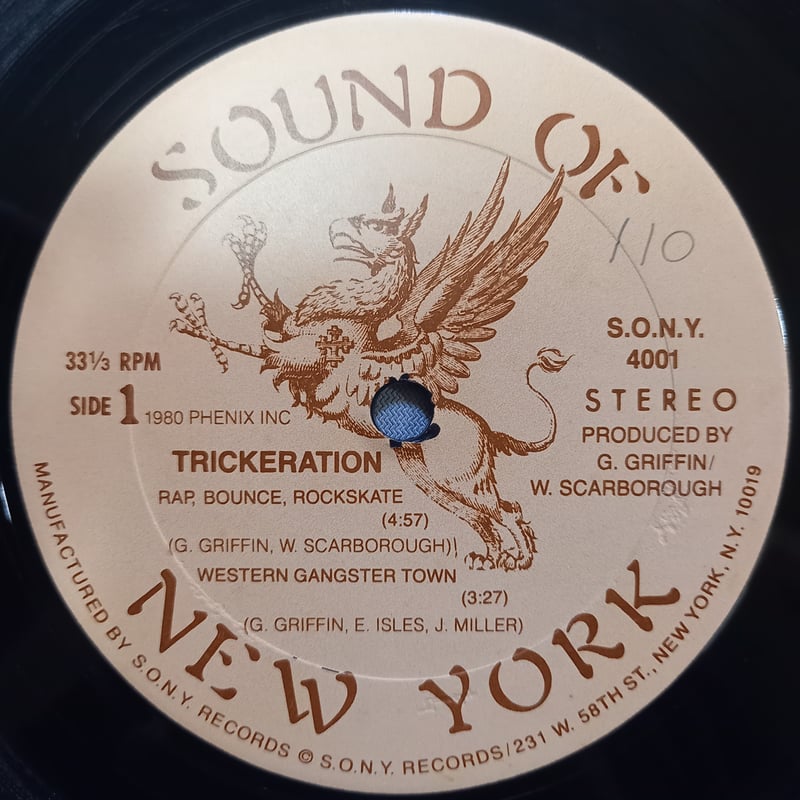 SOUND OF
110
S.O.N.Y.
4001
33⅓ RPM
SIDE 1
1980 PHENIX INC
STEREO
PRODUCED BY
G. GRIFFIN/
W. SCARBOROUGH
TRICKERATION
RAP, BOUNCE, ROCKSKATE
(4:57)
(G. GRIFFIN, W. SCARBOROUGH)
WESTERN GANGSTER TOWN
(3:27)
(G. GRIFFIN, E. ISLES, J. MILLER)
NEW YORK
MANUFACTURED BY S.O.N.Y. RECORDS © S.O.N.Y. RECORDS/231 W. 58TH ST., NEW YORK, N.Y. 10019